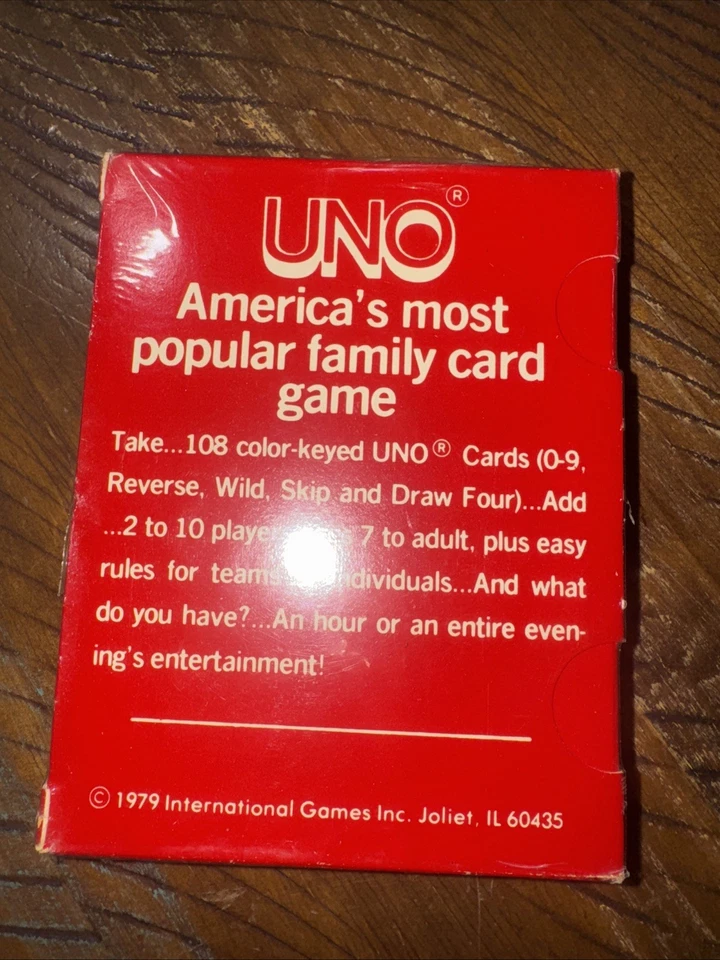 UNO®
America's most
popular family card
game
Take...108 color-keyed UNO® Cards (0-9,
Reverse, Wild, Skip and Draw Four)...Add
...2 to 10 7 to adult, plus easy
rules for teams individuals...And what
do you have?...An hour or an entire even-
ing's entertainment!
© 1979 International Games Inc. Joliet, IL 60435